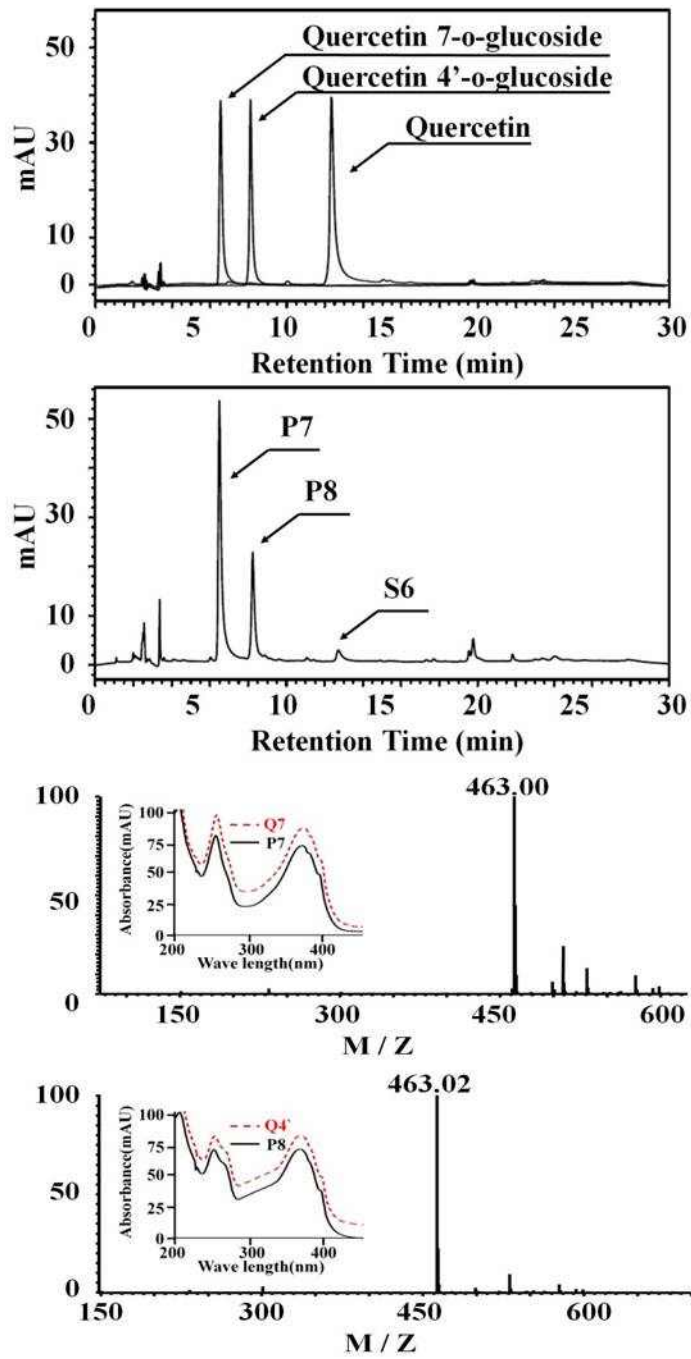 50
Quercetin 7-o-glucoside
Quercetin 4'-o-glucoside
Quercetin
30
mAU
10
0
0 5 10 15 20 25 30
Retention Time (min)
50
P7
P8
30
mAU
S6
10
0
0 5 10 15 20 25 30
Retention Time (min)
463.00
100
100
75
50
25
0
Absorbance(mAU)
Q7
P7
200 300 400
Wave length(nm)
50
0
150 300 450 600
M / Z
463.02
100
100
75
50
25
0
Absorbance(mAU)
Q4`
P8
200 300 400
Wave length(nm)
50
0
150 300 450 600
M / Z